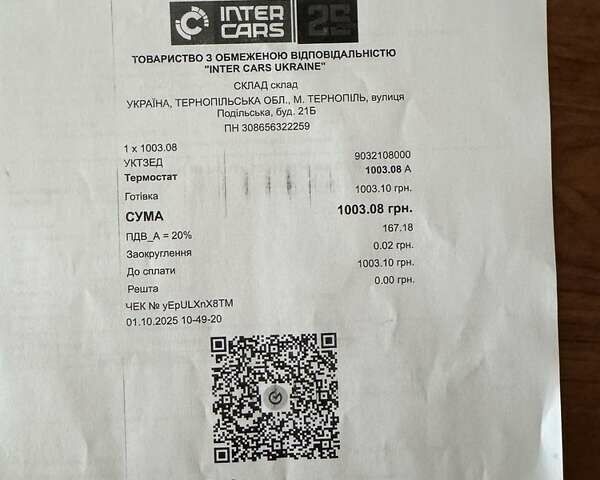 INTER CARS 25
ТОВАРИСТВО З ОБМЕЖЕНОЮ ВІДПОВІДАЛЬНІСТЮ
"INTER CARS UKRAINE"
СКЛАД склад
УКРАЇНА, ТЕРНОПІЛЬСЬКА ОБЛ., М. ТЕРНОПІЛЬ, вулиця
Подільська, буд. 21Б
ПН 308656322259
1 x 1003.08
УКТЗЕД 9032108000
Термостат 1003.08 А
Готівка 1003.10 грн.
СУМА 1003.08 грн.
ПДВ_А = 20% 167.18
Заокруглення 0.02 грн.
До сплати 1003.10 грн.
Решта 0.00 грн.
ЧЕК № yEpULXnX8TM
01.10.2025 10-49-20